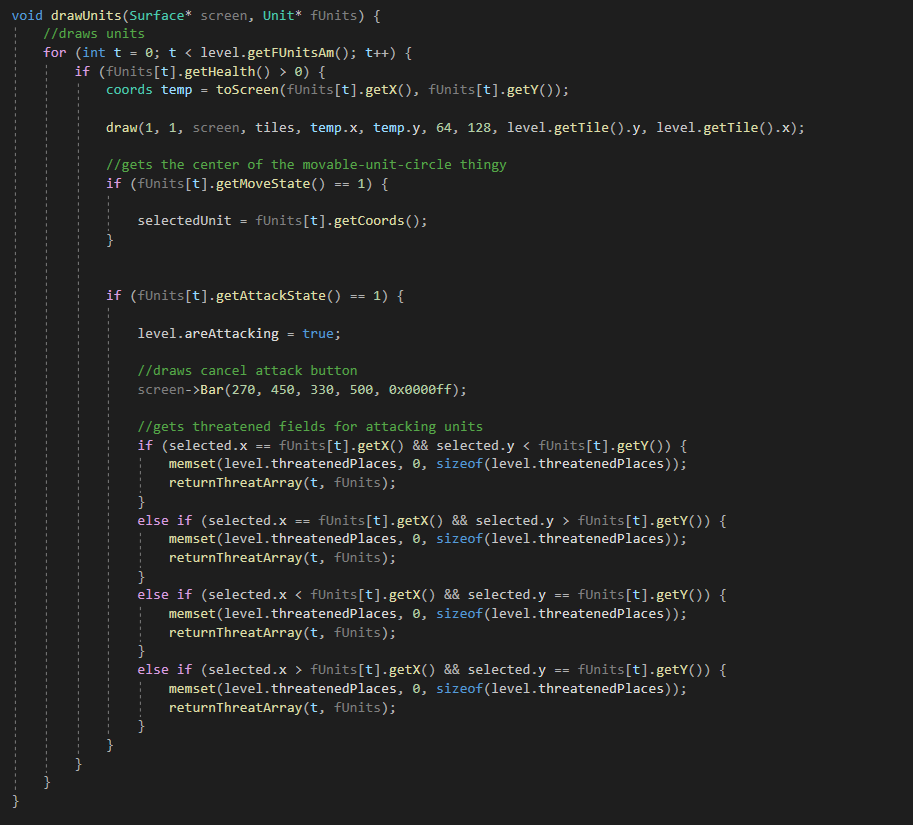 void drawUnits(Surface* screen, Unit* fUnits) {
//draws units
for (int t = 0; t < level.getFUnitsAm(); t++) {
if (fUnits[t].getHealth() > 0) {
coords temp = toScreen(fUnits[t].getX(), fUnits[t].getY());
draw(1, 1, screen, tiles, temp.x, temp.y, 64, 128, level.getTile().y, level.getTile().x);
//gets the center of the movable-unit-circle thingy
if (fUnits[t].getMoveState() == 1) {
selectedUnit = fUnits[t].getCoords();
}
if (fUnits[t].getAttackState() == 1) {
level.areAttacking = true;
//draws cancel attack button
screen->Bar(270, 450, 330, 500, 0x0000ff);
//gets threatened fields for attacking units
if (selected.x == fUnits[t].getX() && selected.y < fUnits[t].getY()) {
memset(level.threatenedPlaces, 0, sizeof(level.threatenedPlaces));
returnThreatArray(t, fUnits);
}
else if (selected.x == fUnits[t].getX() && selected.y > fUnits[t].getY()) {
memset(level.threatenedPlaces, 0, sizeof(level.threatenedPlaces));
returnThreatArray(t, fUnits);
}
else if (selected.x < fUnits[t].getX() && selected.y == fUnits[t].getY()) {
memset(level.threatenedPlaces, 0, sizeof(level.threatenedPlaces));
returnThreatArray(t, fUnits);
}
else if (selected.x > fUnits[t].getX() && selected.y == fUnits[t].getY()) {
memset(level.threatenedPlaces, 0, sizeof(level.threatenedPlaces));
returnThreatArray(t, fUnits);
}
}
}
}
}